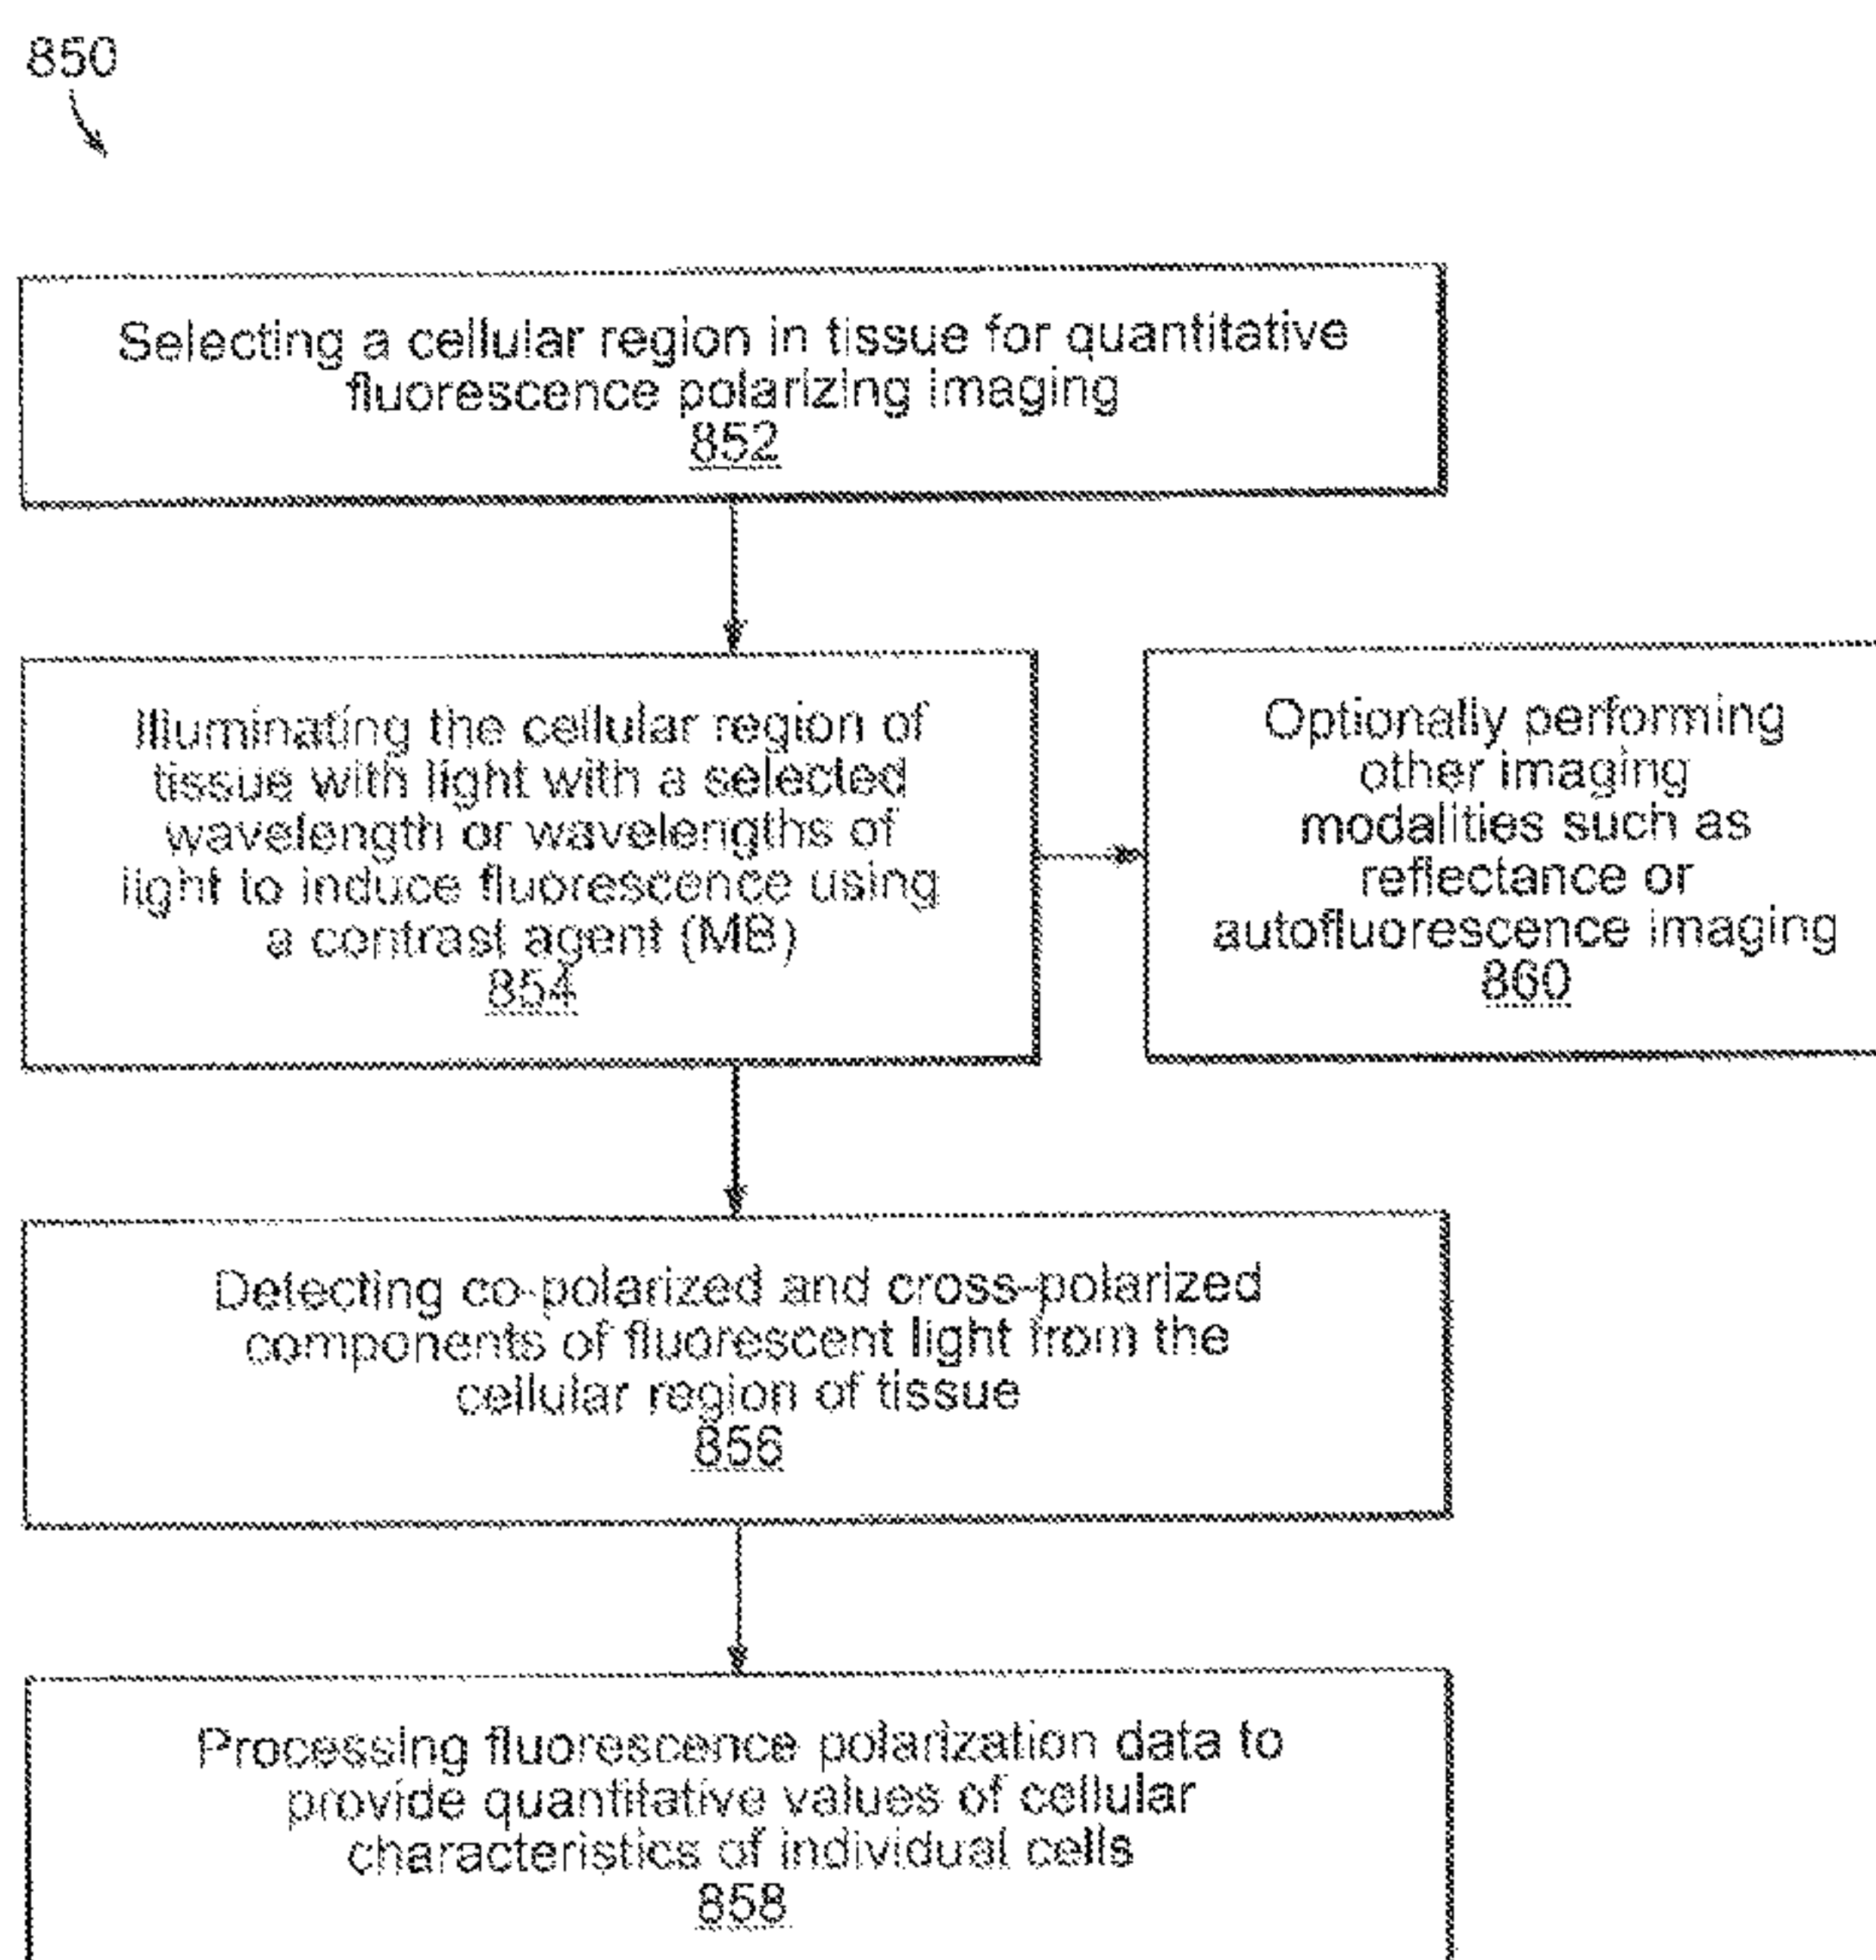 850
Selecting a cellular region in tissue for quantitative
fluorescence polarizing imaging
852
Illuminating the cellular region of
tissue with light with a selected
wavelength or wavelengths of
light to induce fluorescence using
a contrast agent (MB)
854
Optionally performing
other imaging
modalities such as
reflectance or
autofluorescence imaging
860
Detecting co-polarized and cross-polarized
components of fluorescent light from the
cellular region of tissue
856
Processing fluorescence polarization data to
provide quantitative values of cellular
characteristics of individual cells
858